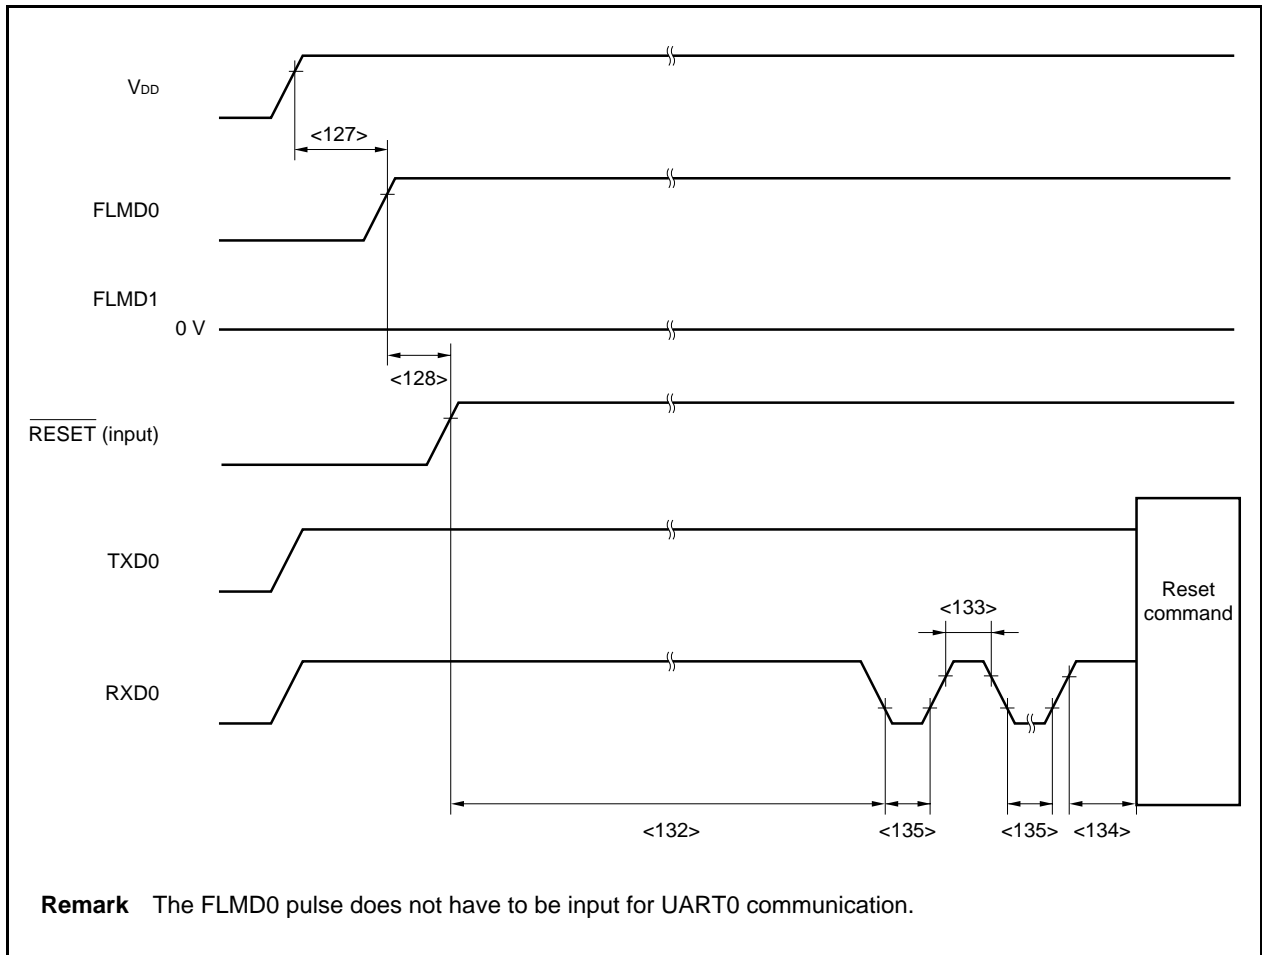 VDD
<127>
FLMD0
FLMD1
0 V
<128>
RESET (input)
TXD0
Reset
command
<133>
RXD0
<132>
<135>
<135>
<134>
Remark The FLMD0 pulse does not have to be input for UART0 communication.